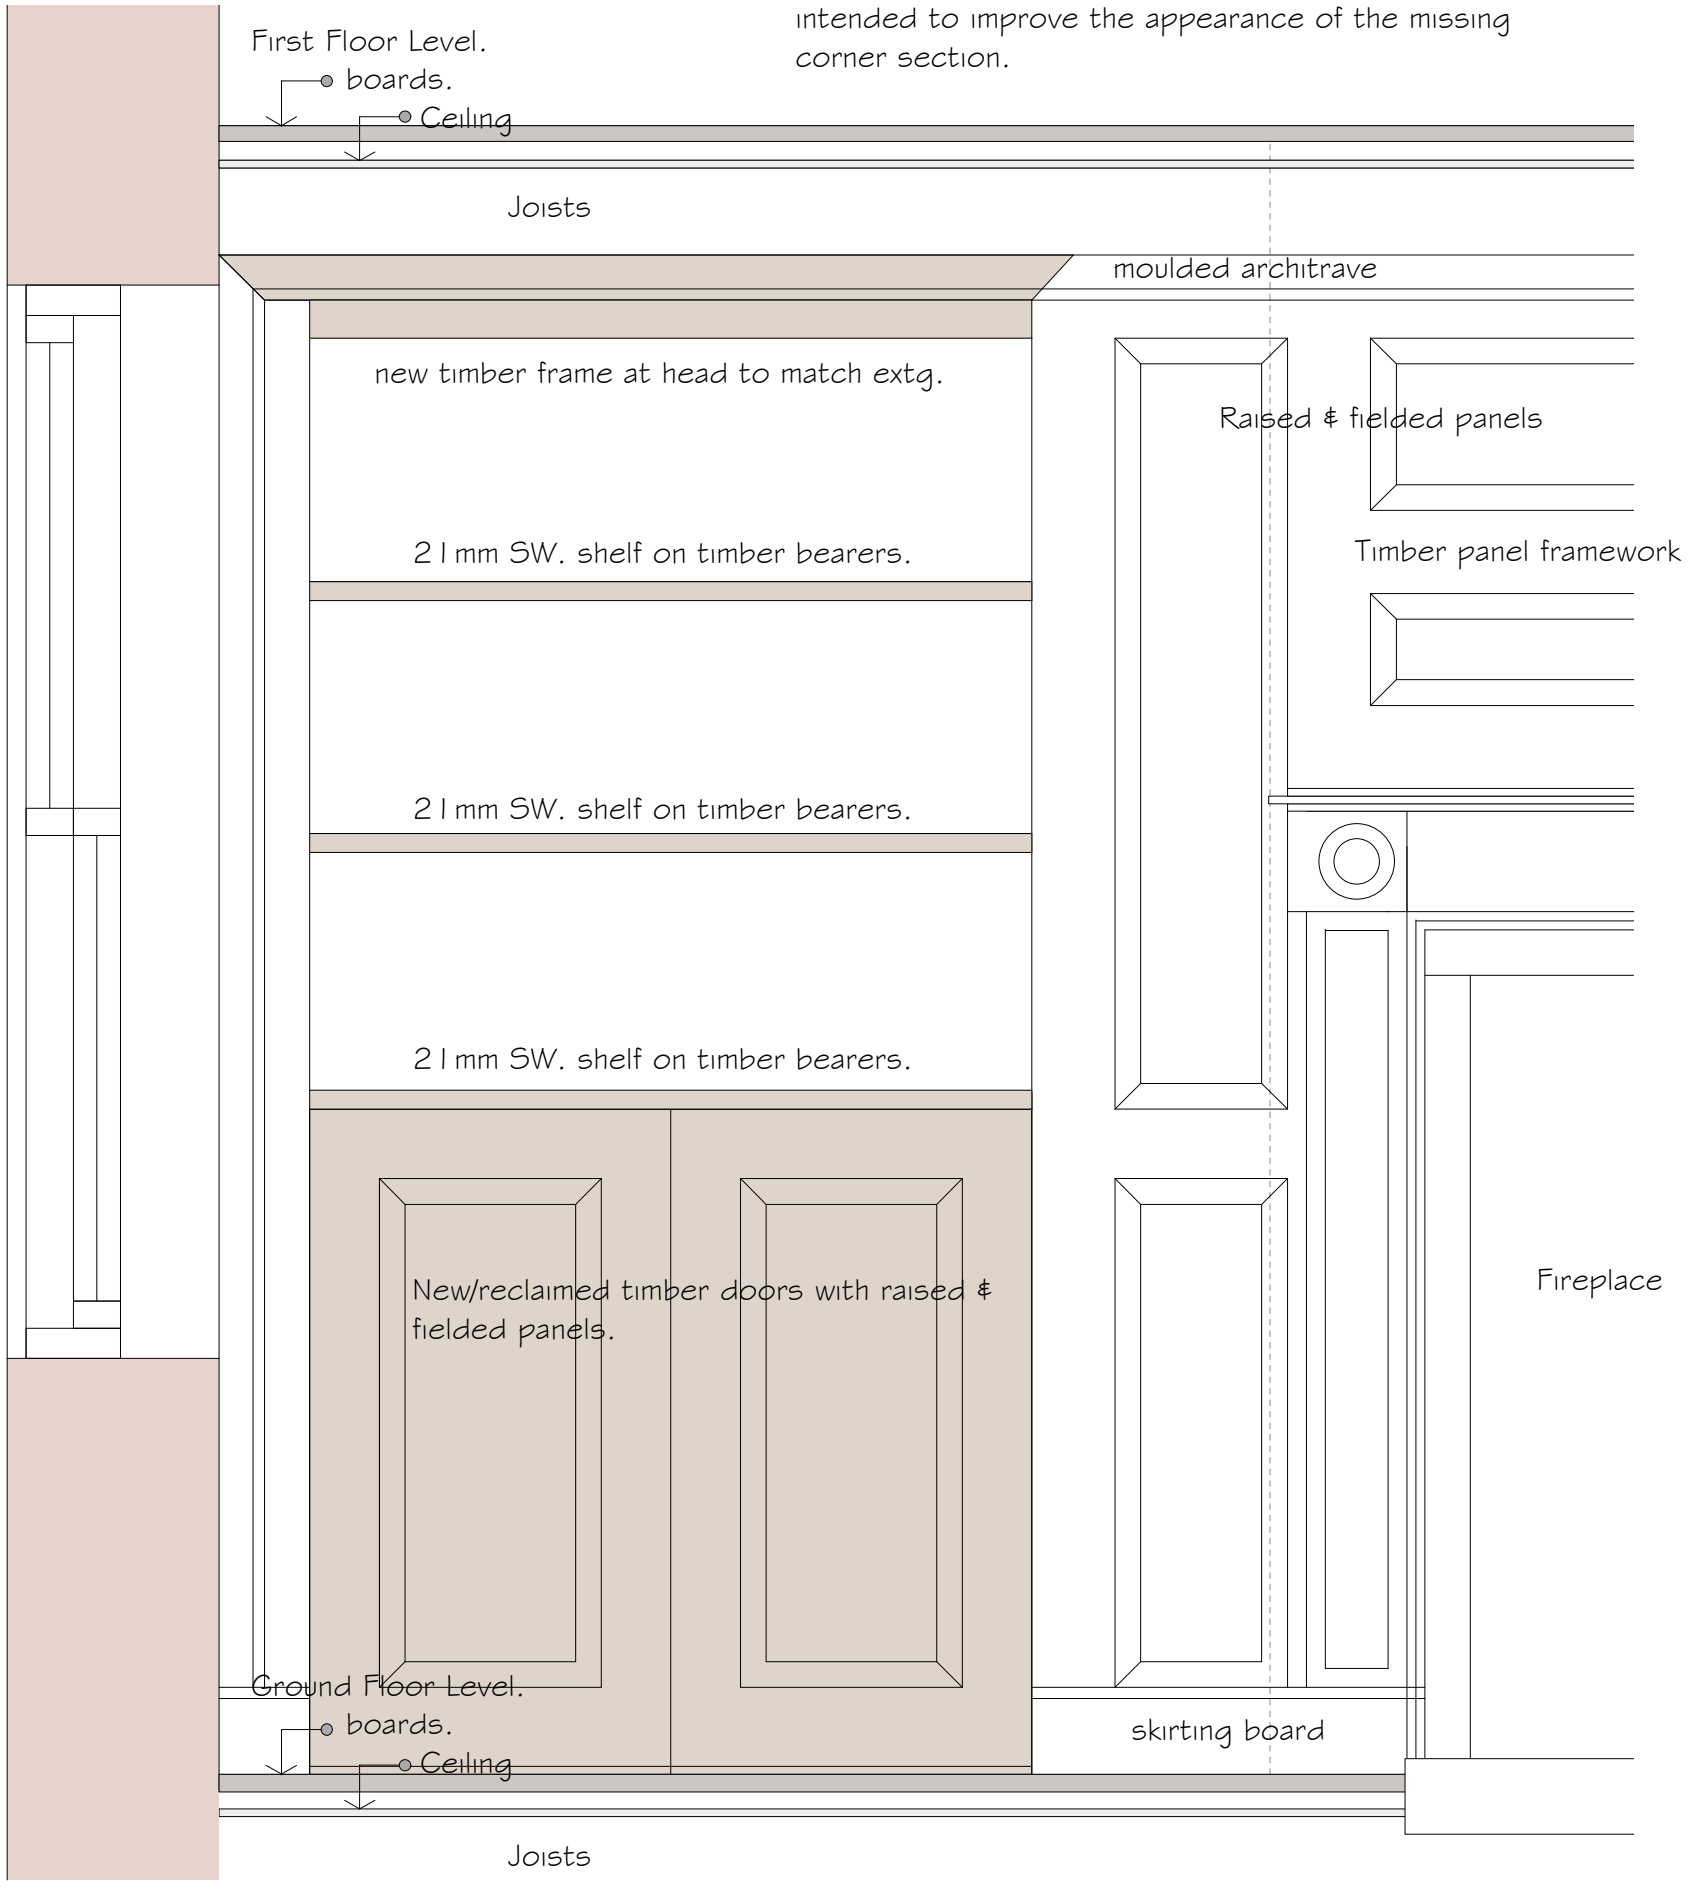 intended to improve the appearance of the missing
corner section.
First Floor Level.
boards.
Ceiling
Joists
moulded architrave
new timber frame at head to match extg.
Raised & fielded panels
21mm SW. shelf on timber bearers.
Timber panel framework
21mm SW. shelf on timber bearers.
21mm SW. shelf on timber bearers.
New/reclaimed timber doors with raised &
fielded panels.
Fireplace
Ground Floor Level.
boards.
Ceiling
skirting board
Joists